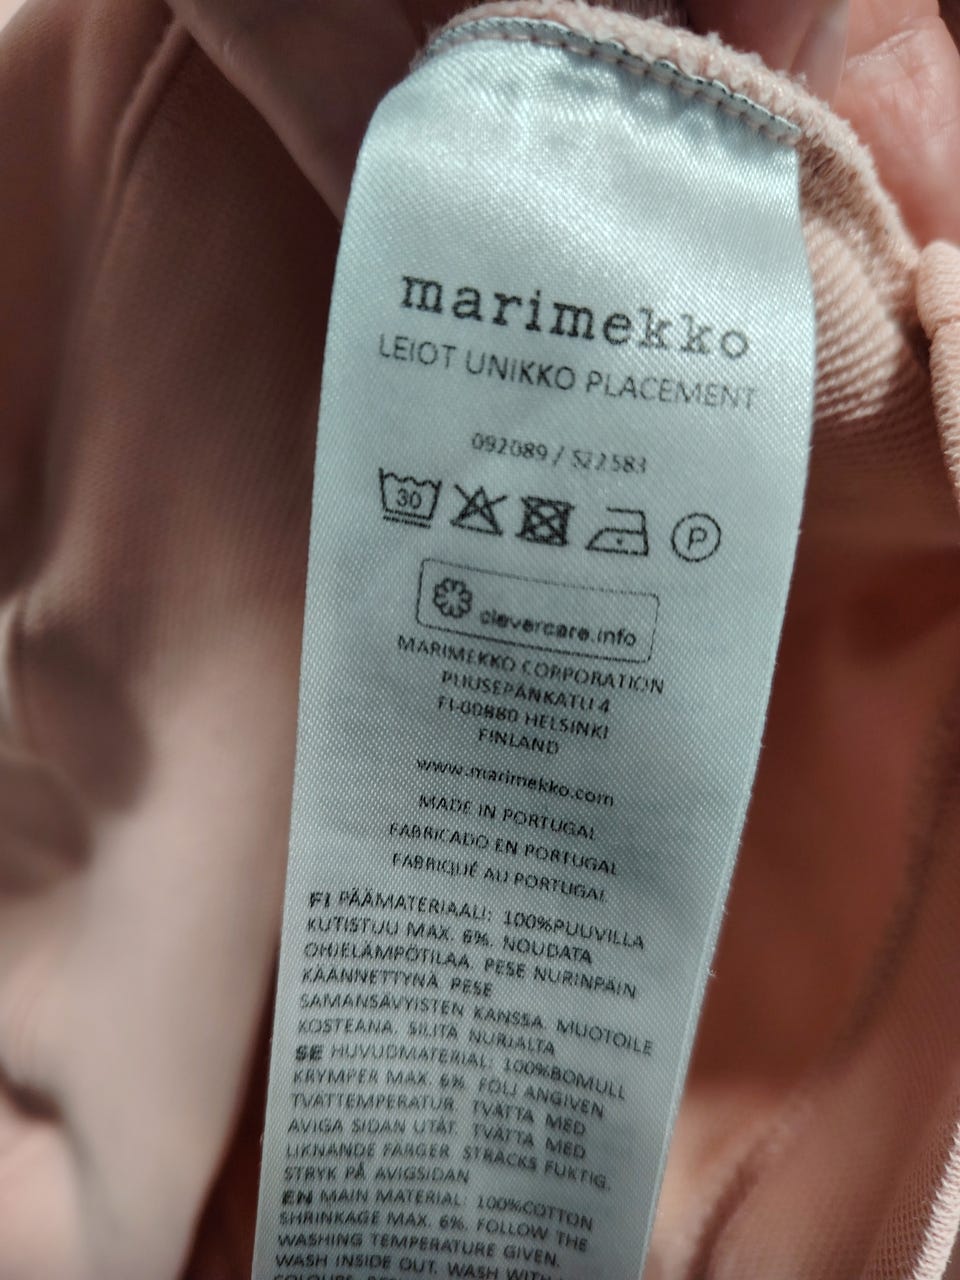 marimekko
LEIOT UNIKKO PLACEMENT
092089 / S22583
30
P
clevercare.info
MARIMEKKO CORPORATION
PUUSEPÄNKATU 4
FI-00880 HELSINKI
FINLAND
www.marimekko.com
MADE IN PORTUGAL
FABRICADO EN PORTUGAL
FABRIQUÉ AU PORTUGAL
FI PÄÄMATERIAALI: 100%PUUVILLA
KUTISTUU MAX. 6%. NOUDATA
OHJELÄMPÖTILAA. PESE NURINPÄIN
KÄÄNNETTYNÄ. PESE
SAMANSÄVYISTEN KANSSA. MUOTOILE
KOSTEANA. SILITÄ NURJALTA
SE HUVUDMATERIAL: 100%BOMULL
KRYMPER MAX. 6%. FÖLJ ANGIVEN
TVÄTTEMPERATUR. TVÄTTA MED
AVIGA SIDAN UTÅT. TVÄTTA MED
LIKNANDE FÄRGER. STRÄCKS FUKTIG.
STRYK PÅ AVIGSIDAN
EN MAIN MATERIAL: 100%COTTON
SHRINKAGE MAX. 6%. FOLLOW THE
WASHING TEMPERATURE GIVEN.
WASH INSIDE OUT. WASH WITH